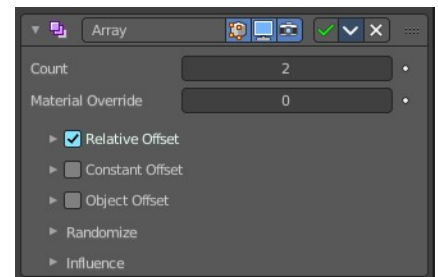 Array
Count 2
Material Override 0
Relative Offset
Constant Offset
Object Offset
Randomize
Influence